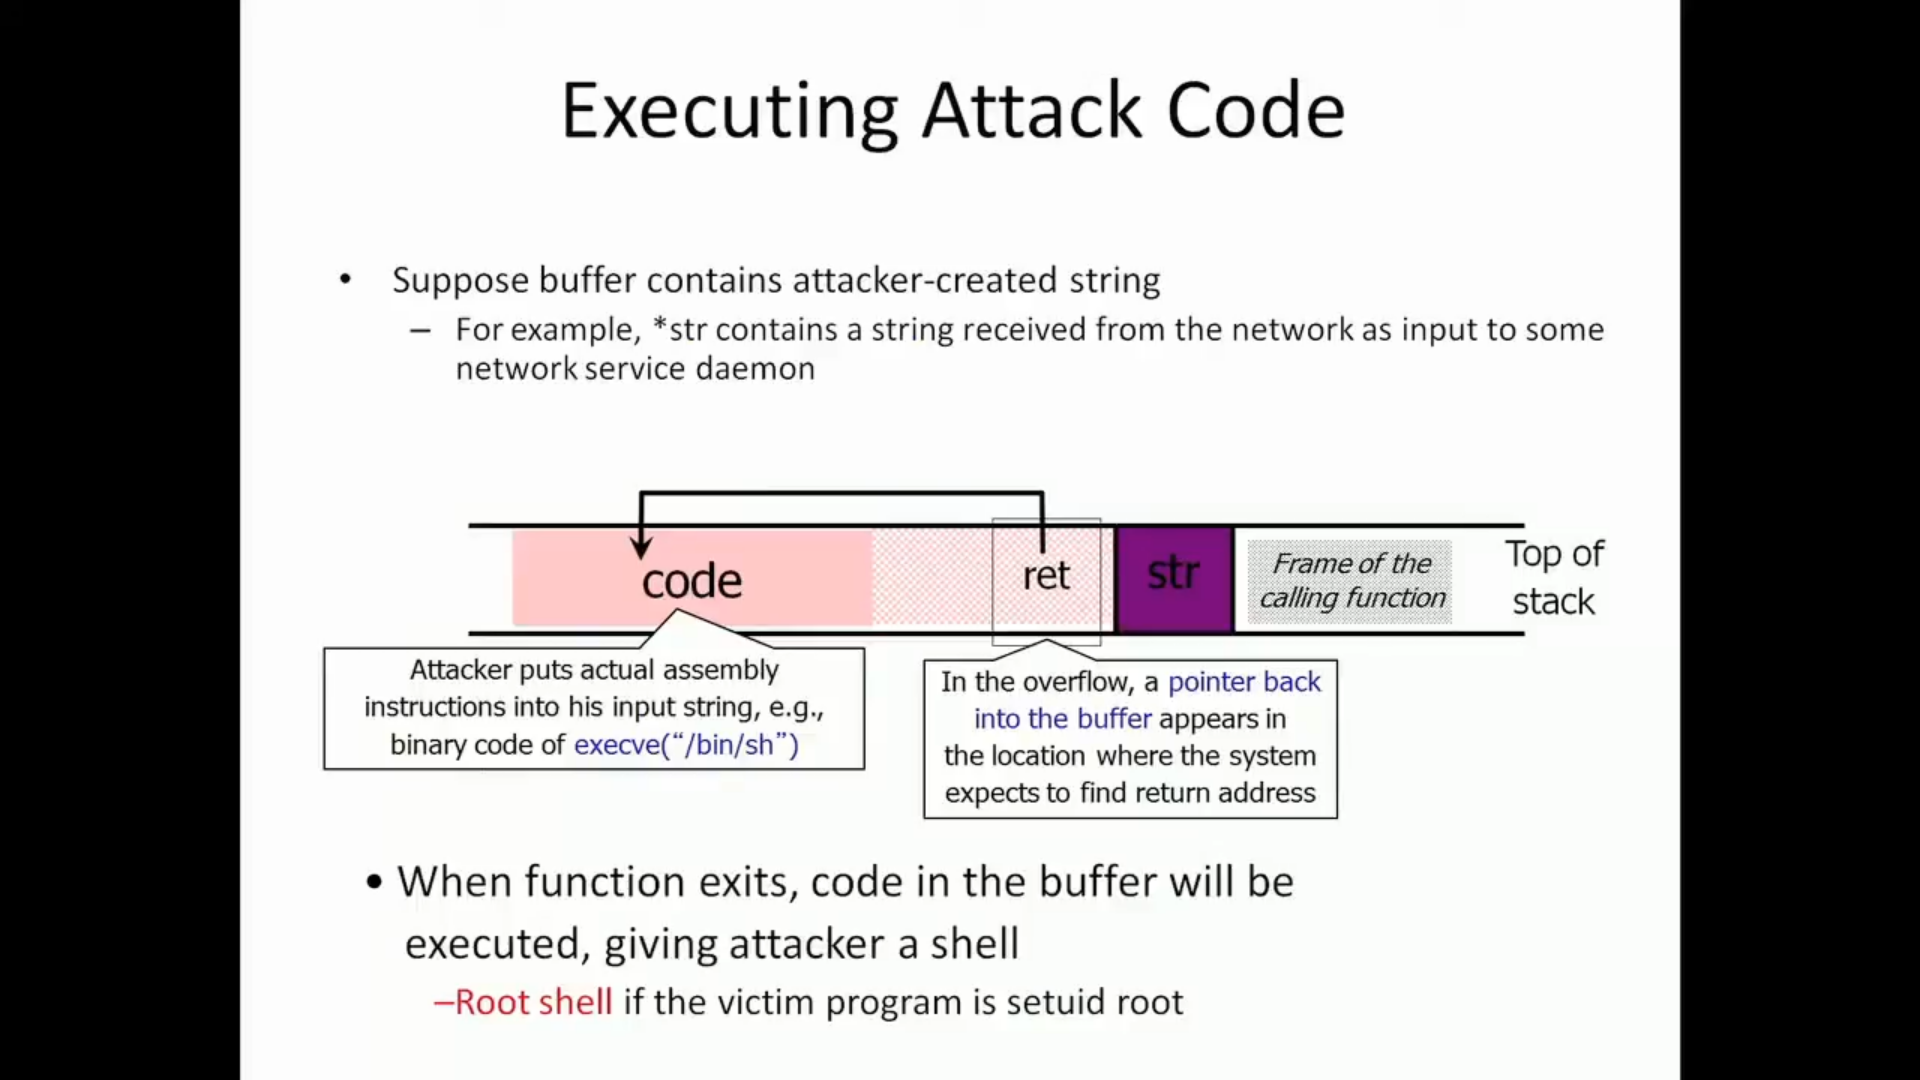 Executing Attack Code
• Suppose buffer contains attacker-created string
– For example, *str contains a string received from the network as input to some
network service daemon
code
ret
str
Frame of the
calling function
Top of
stack
Attacker puts actual assembly
instructions into his input string, e.g.,
binary code of execve(“/bin/sh”)
In the overflow, a pointer back
into the buffer appears in
the location where the system
expects to find return address
• When function exits, code in the buffer will be
executed, giving attacker a shell
–Root shell if the victim program is setuid root